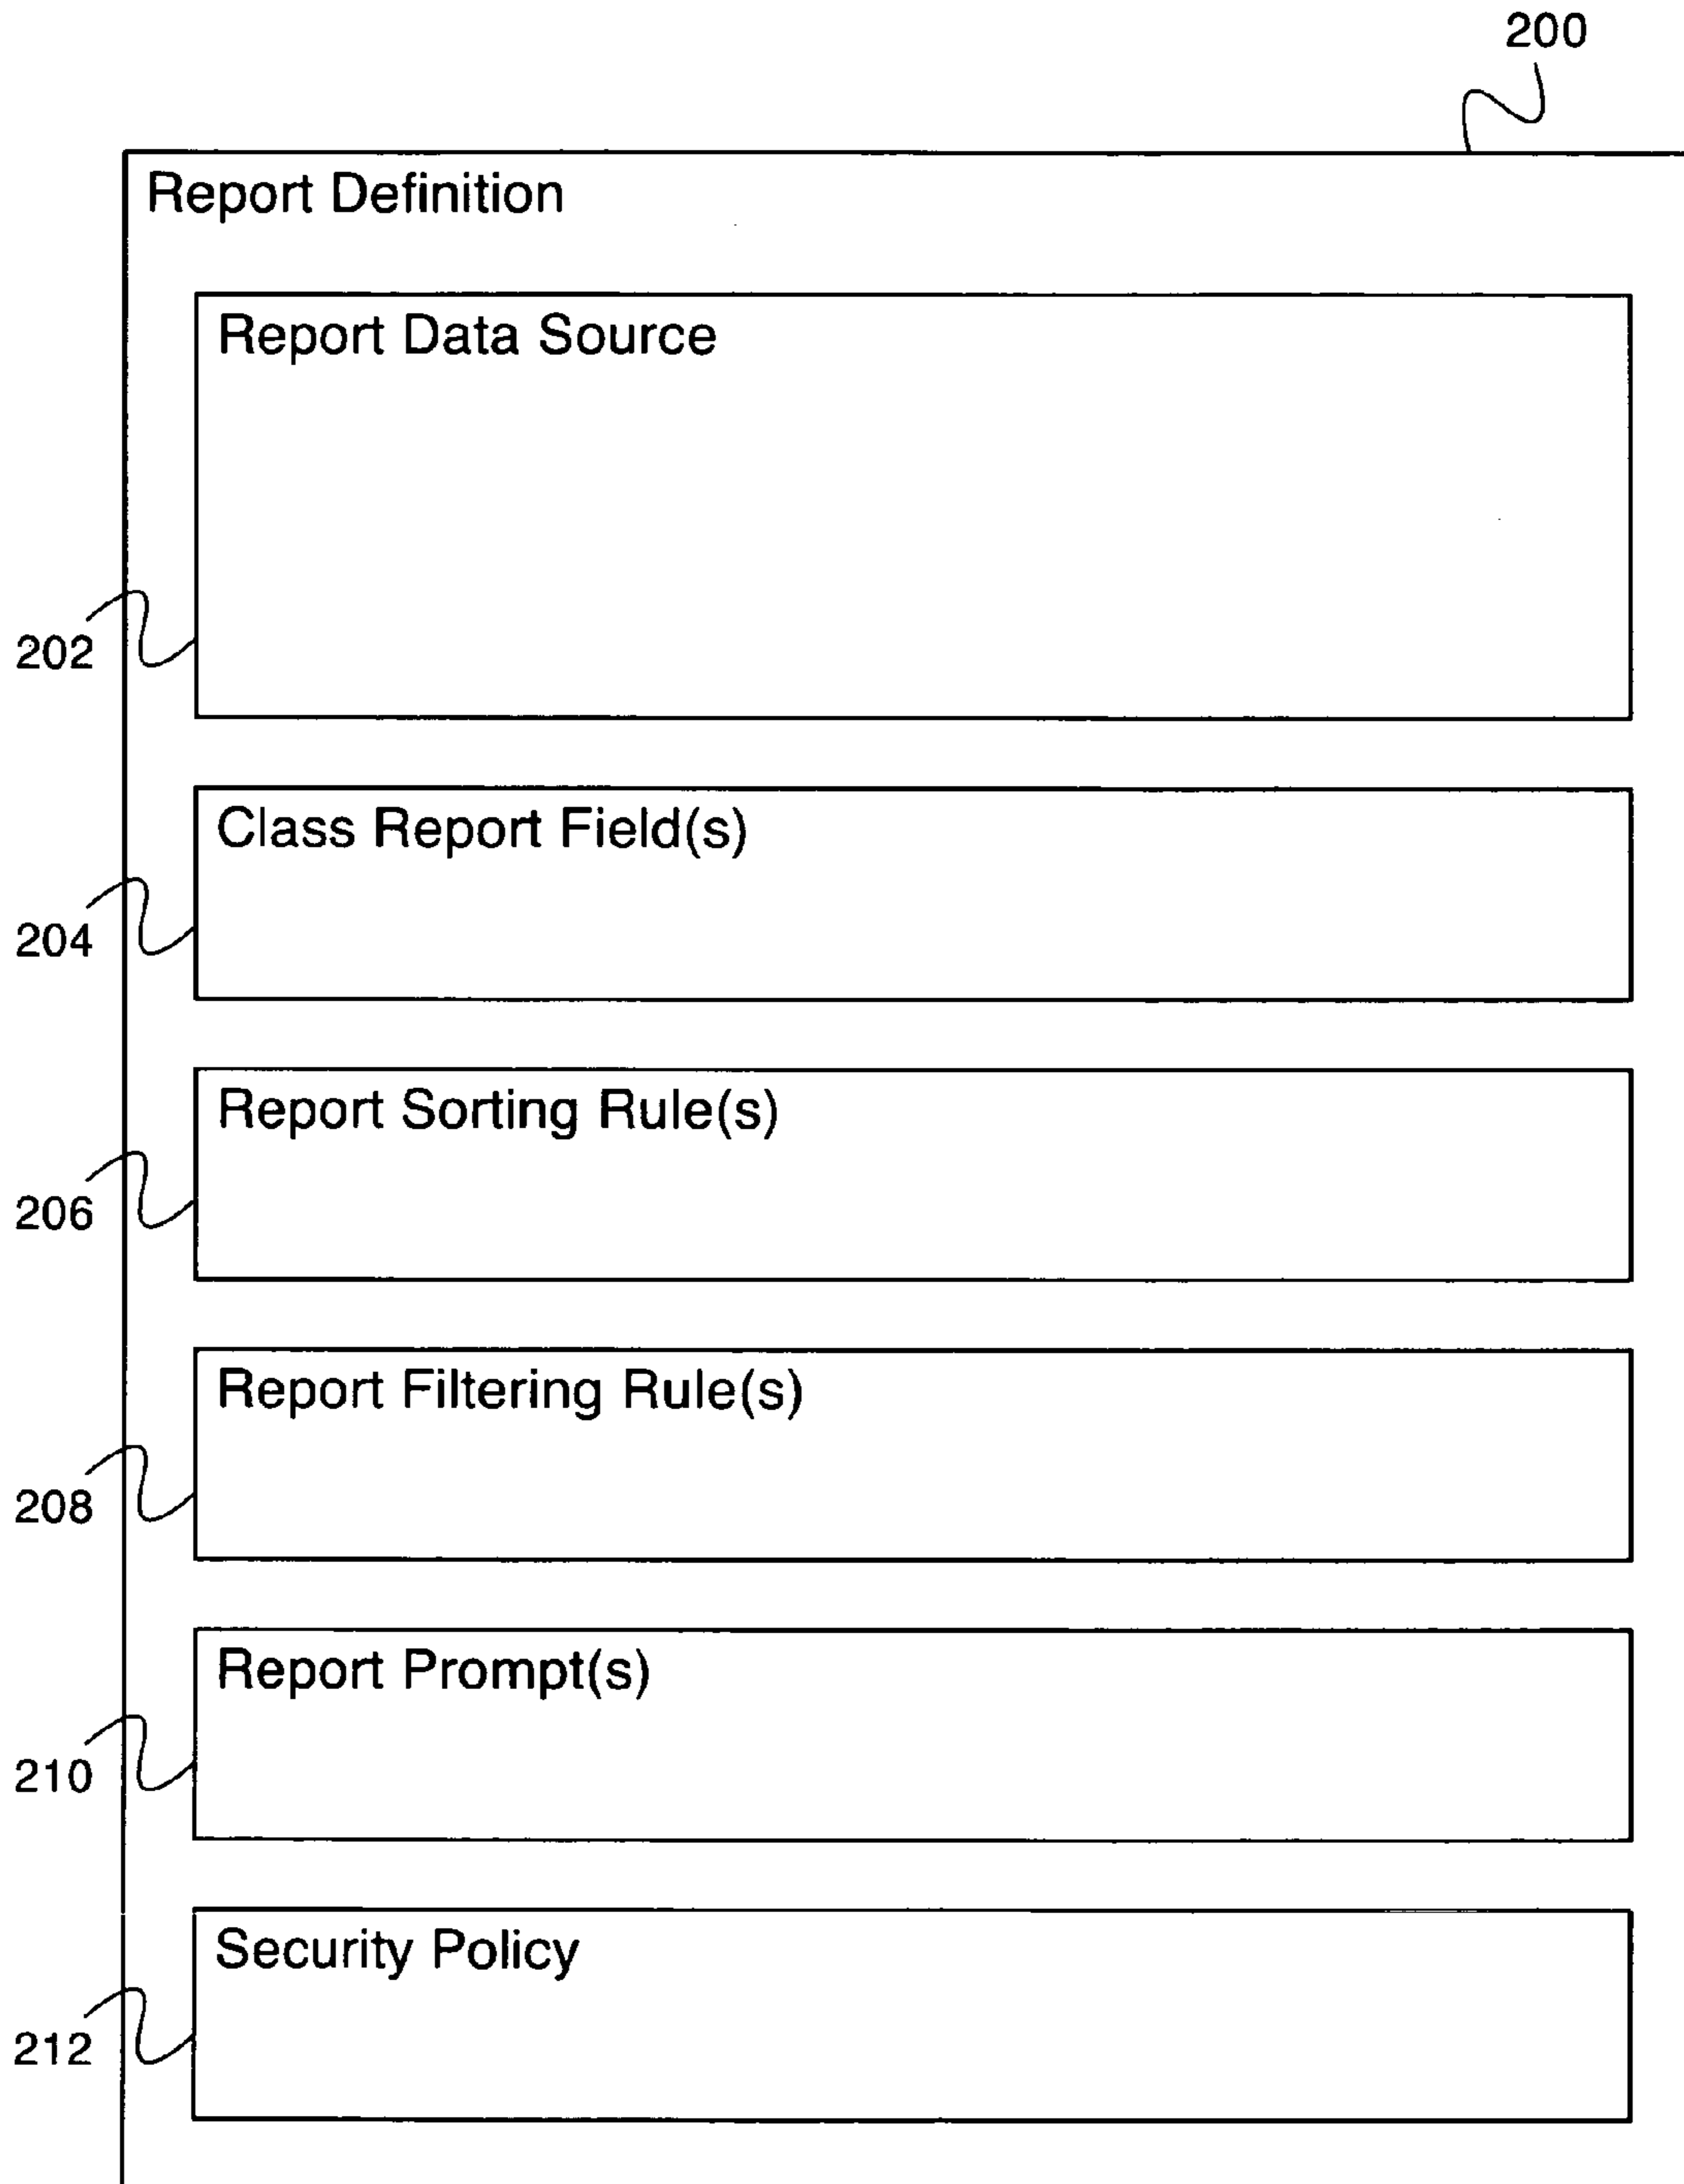 200
Report Definition
Report Data Source
202
Class Report Field(s)
204
Report Sorting Rule(s)
206
Report Filtering Rule(s)
208
Report Prompt(s)
210
Security Policy
212